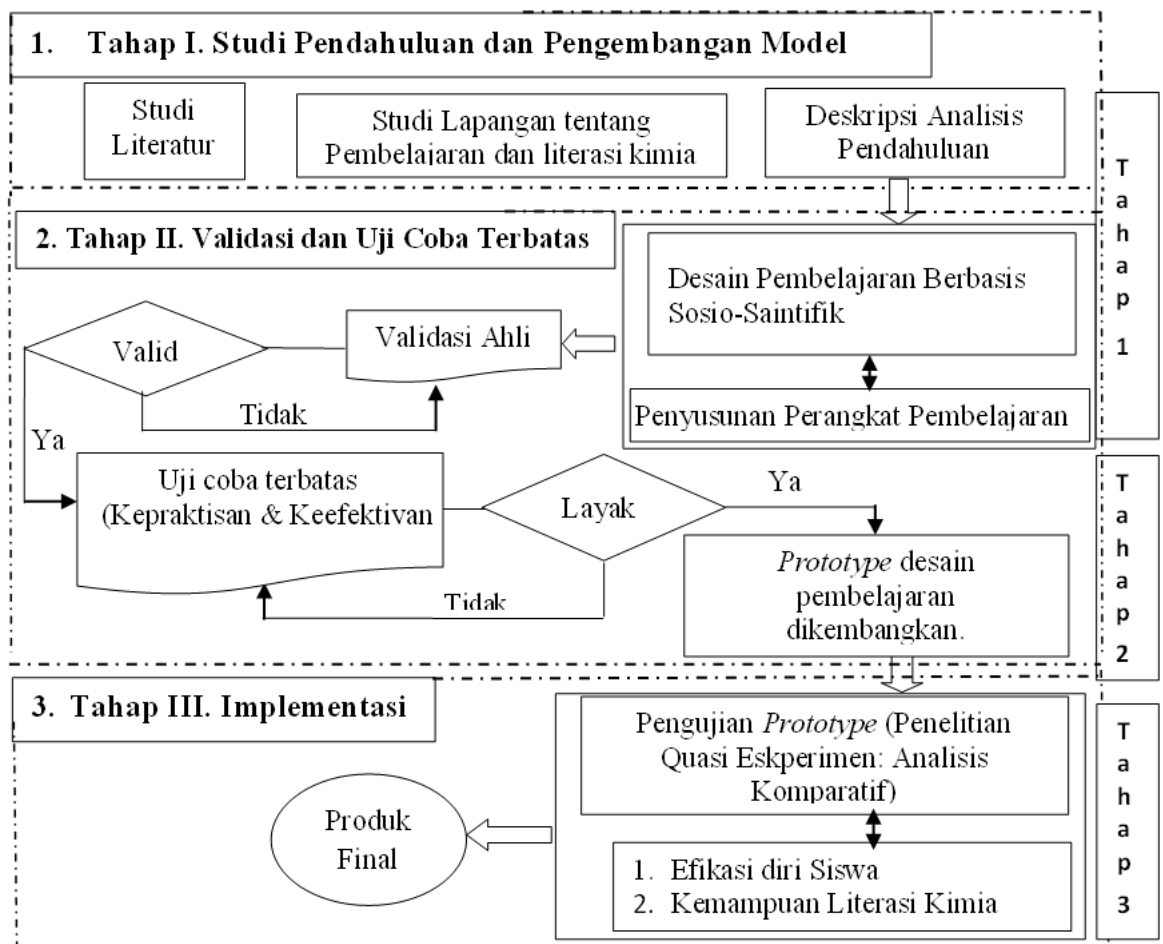 1. Tahap I. Studi Pendahuluan dan Pengembangan Model
Studi
Literatur
Studi Lapangan tentang
Pembelajaran dan literasi kimia
Deskripsi Analisis
Pendahuluan
Tahap 1
2. Tahap II. Validasi dan Uji Coba Terbatas
Desain Pembelajaran Berbasis
Sosio-Saintifik
Validasi Ahli
Valid
Tidak
Penyusunan Perangkat Pembelajaran
Ya
Uji coba terbatas
(Kepraktisan & Keefektivan
Layak
Ya
Tidak
Prototype desain
pembelajaran
dikembangkan.
Tahap 2
3. Tahap III. Implementasi
Pengujian Prototype (Penelitian
Quasi Eskperimen: Analisis
Komparatif)
Produk
Final
1. Efikasi diri Siswa
2. Kemampuan Literasi Kimia
Tahap 3